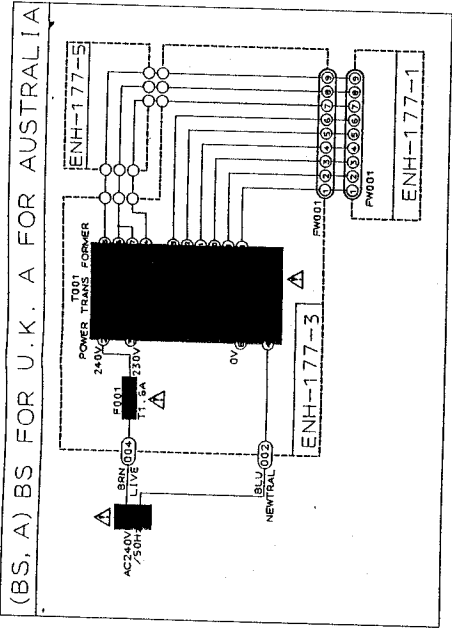 (BS, A) BS FOR U.K. A FOR AUSTRALIA
ENH-177-5
ENH-177-1
T001
POWER TRANS FORMER
240V
230V
0V
F001
T1.6A
BRN
LIVE
004
BLU
NEWTRAL
002
AC240V
/50Hz
ENH-177-3
FW001
1 2 3 4 5 6 7 8 9
PW001
1 2 3 4 5 6 7 8 9